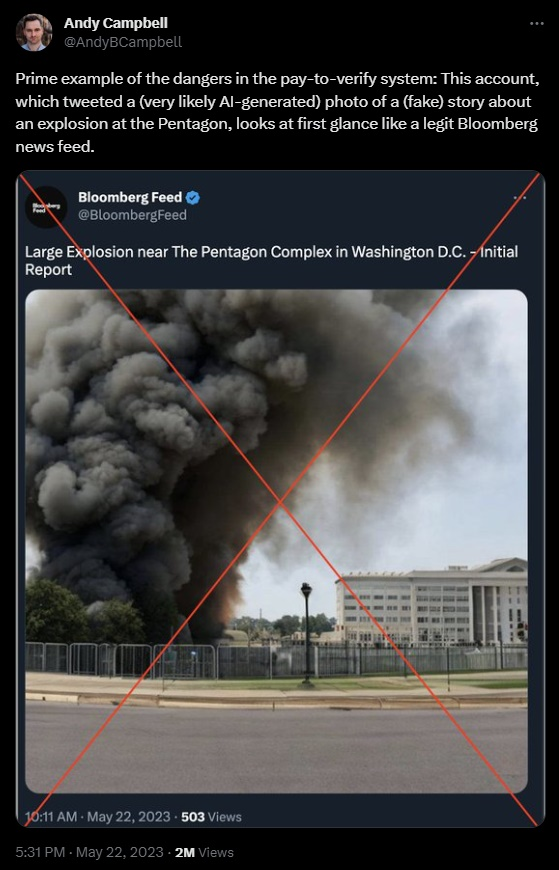 Andy Campbell
@AndyBCampbell
Prime example of the dangers in the pay-to-verify system: This account,
which tweeted a (very likely AI-generated) photo of a (fake) story about
an explosion at the Pentagon, looks at first glance like a legit Bloomberg
news feed.
Bloomberg
Feed
Bloomberg Feed
@BloombergFeed
Large Explosion near The Pentagon Complex in Washington D.C. - Initial
Report
10:11 AM · May 22, 2023 · 503 Views
5:31 PM · May 22, 2023 · 2M Views